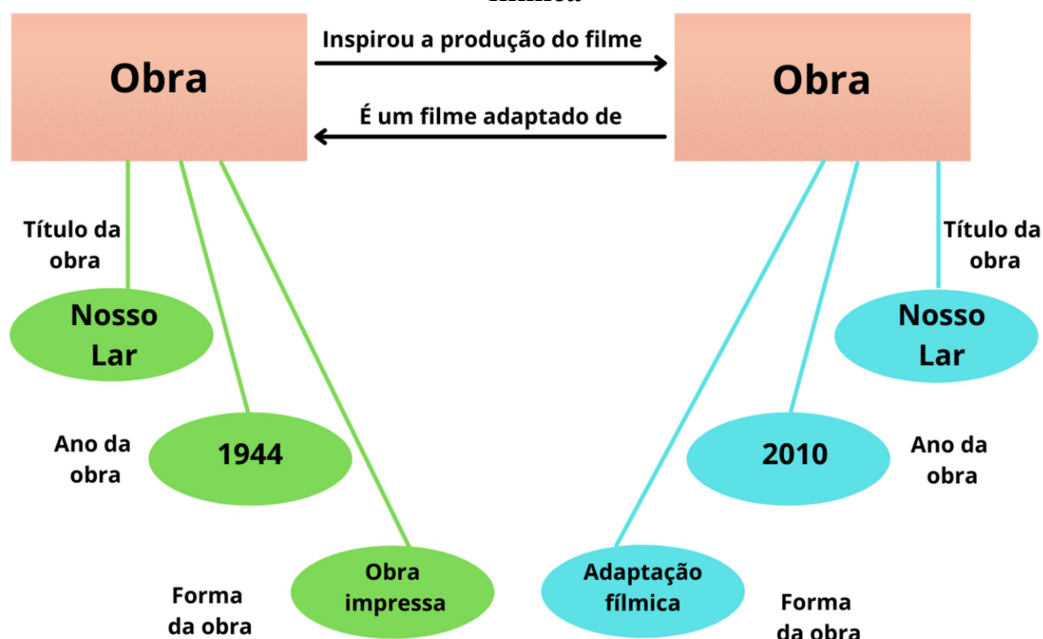 Obra
Inspirou a produção do filme
É um filme adaptado de
Obra
Título da
obra
Nosso
Lar
Título da
obra
Nosso
Lar
Ano da
obra
1944
2010
Ano da
obra
Obra
impressa
Forma
da obra
Adaptação
fílmica
Forma
da obra